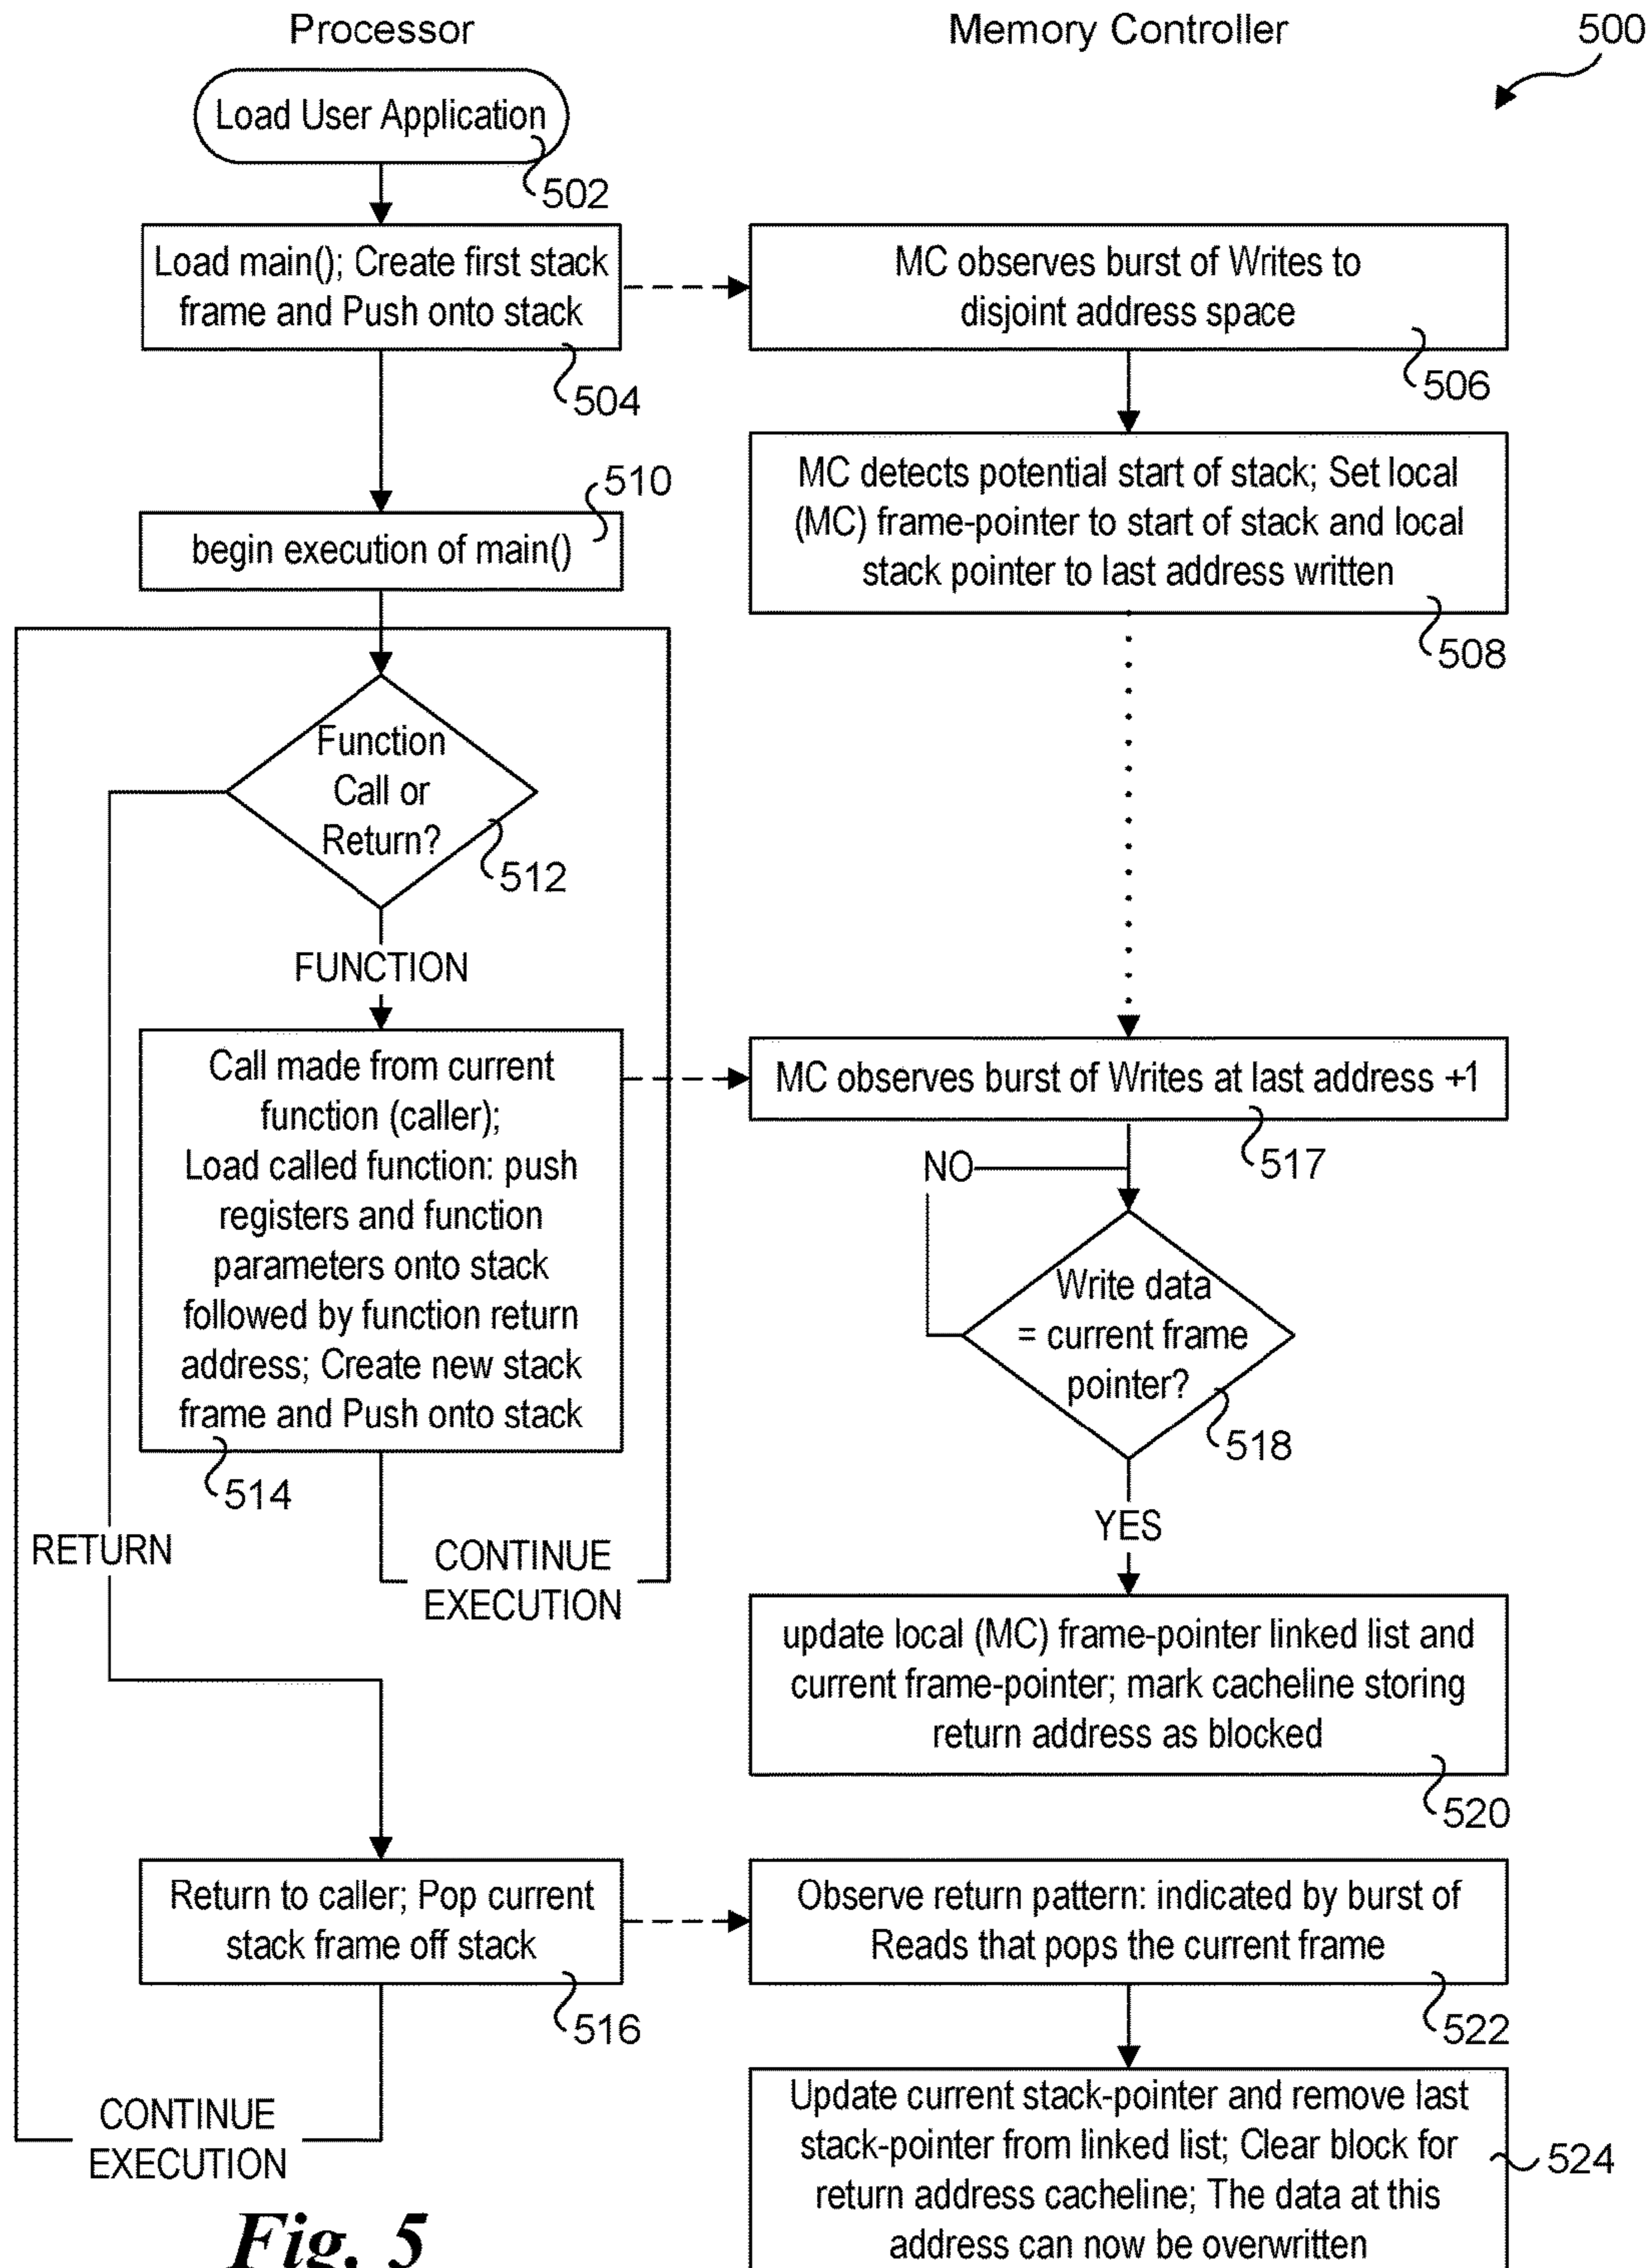 Processor
Memory Controller
500
Load User Application
502
Load main(); Create first stack
frame and Push onto stack
504
MC observes burst of Writes to
disjoint address space
506
MC detects potential start of stack; Set local
(MC) frame-pointer to start of stack and local
stack pointer to last address written
508
510
begin execution of main()
Function
Call or
Return?
512
FUNCTION
Call made from current
function (caller);
Load called function: push
registers and function
parameters onto stack
followed by function return
address; Create new stack
frame and Push onto stack
514
MC observes burst of Writes at last address +1
517
NO
Write data
= current frame
pointer?
518
YES
RETURN
CONTINUE
EXECUTION
update local (MC) frame-pointer linked list and
current frame-pointer; mark cacheline storing
return address as blocked
520
Return to caller; Pop current
stack frame off stack
516
Observe return pattern: indicated by burst of
Reads that pops the current frame
522
CONTINUE
EXECUTION
Update current stack-pointer and remove last
stack-pointer from linked list; Clear block for
return address cacheline; The data at this
address can now be overwritten
524
Fig. 5